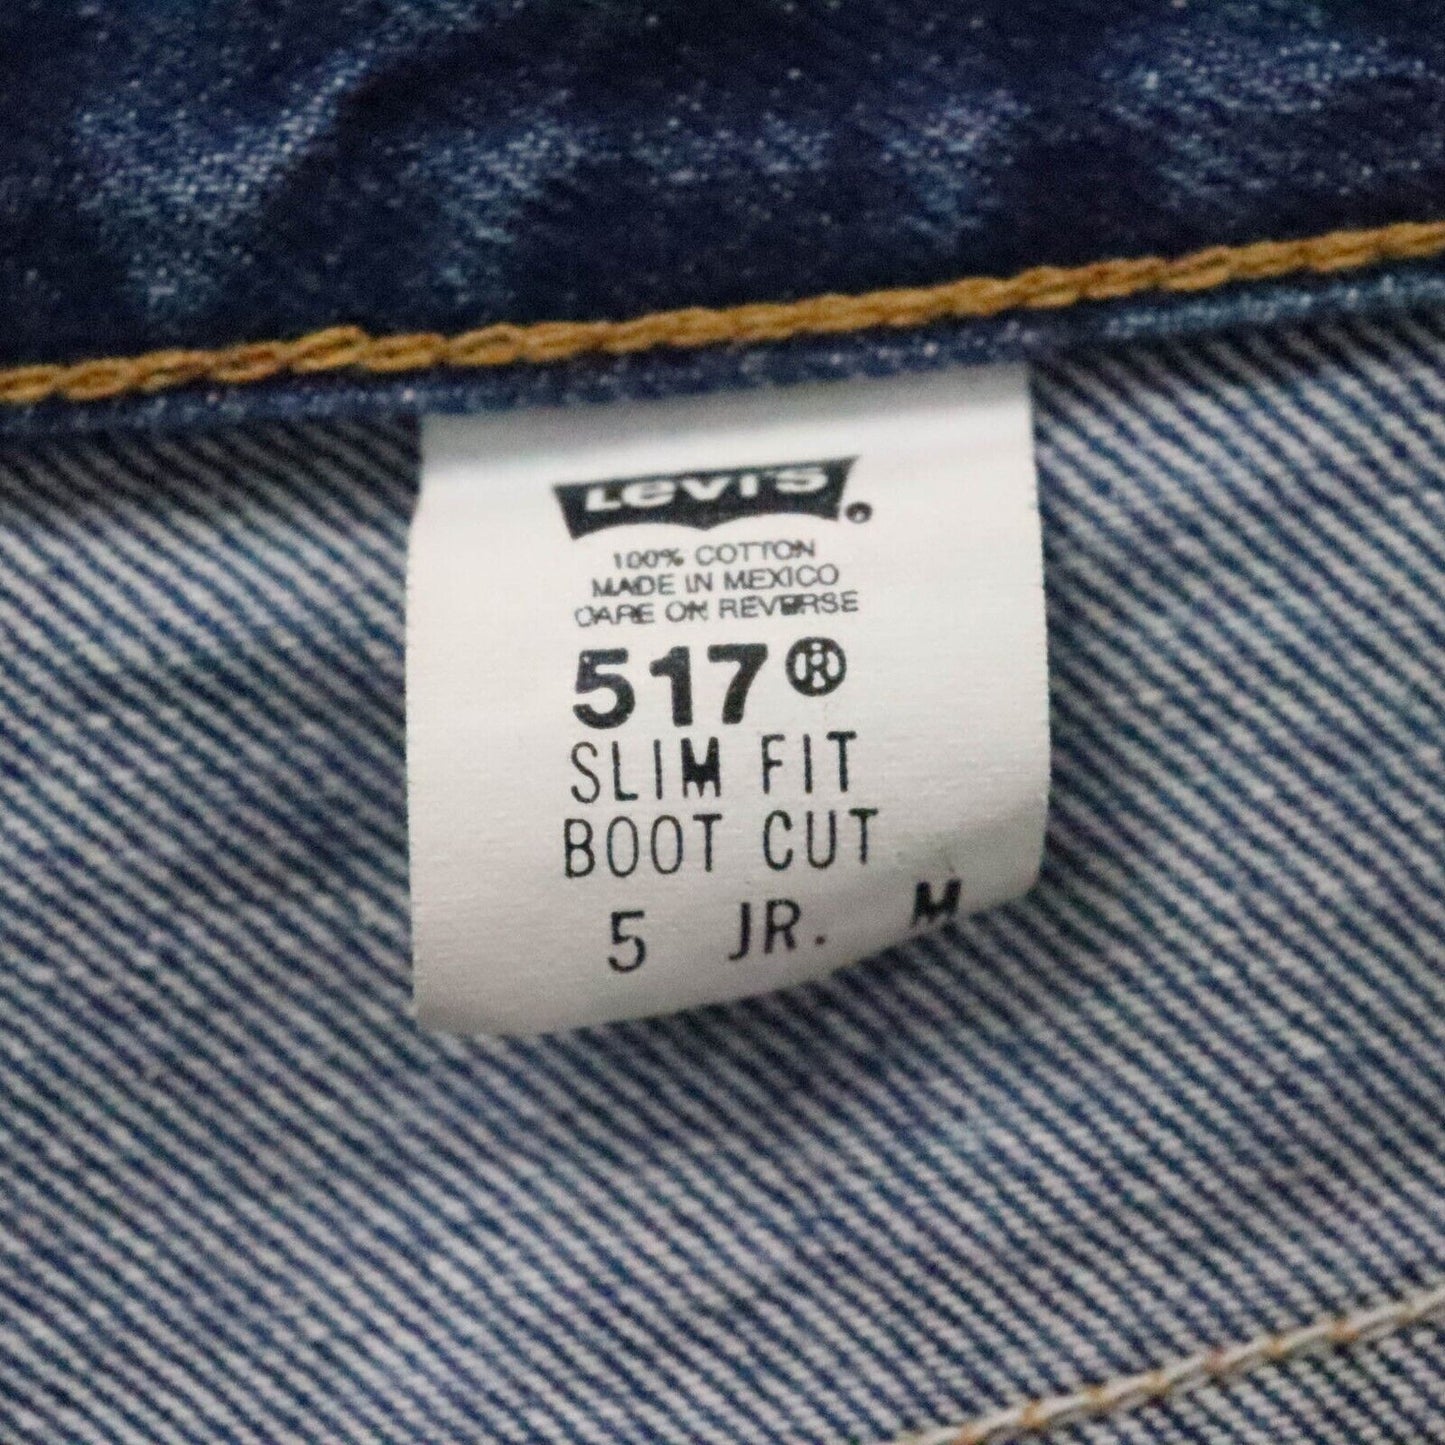 Levi's
100% COTTON
MADE IN MEXICO
CARE ON REVERSE
517®
SLIM FIT
BOOT CUT
5 JR. M